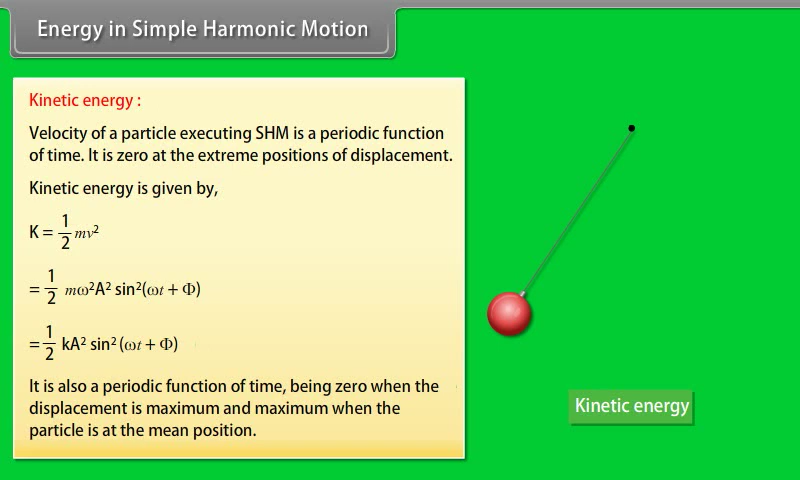 Energy in Simple Harmonic Motion
Kinetic energy :
Velocity of a particle executing SHM is a periodic function
of time. It is zero at the extreme positions of displacement.
Kinetic energy is given by,
K = 1/2 mv²
= 1/2 mω²A² sin²(ωt + Φ)
= 1/2 kA² sin² (ωt + Φ)
It is also a periodic function of time, being zero when the
displacement is maximum and maximum when the
particle is at the mean position.
Kinetic energy